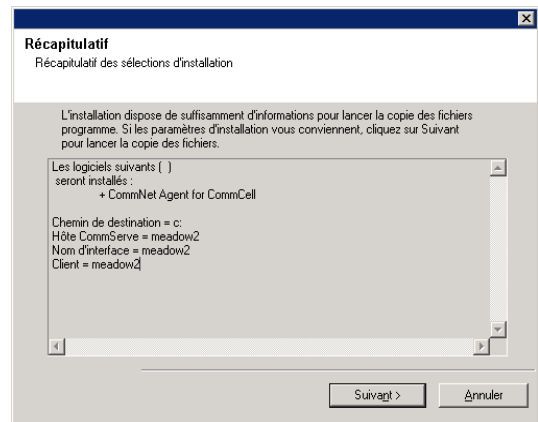 Récapitulatif
Récapitulatif des sélections d'installation
L'installation dispose de suffisamment d'informations pour lancer la copie des fichiers
programme. Si les paramètres d'installation vous conviennent, cliquez sur Suivant
pour lancer la copie des fichiers.
Les logiciels suivants ( )
seront installés :
+ CommNet Agent for CommCell
Chemin de destination = c:
Hôte CommServe = meadow2
Nom d'interface = meadow2
Client = meadow2
Suivant >
Annuler